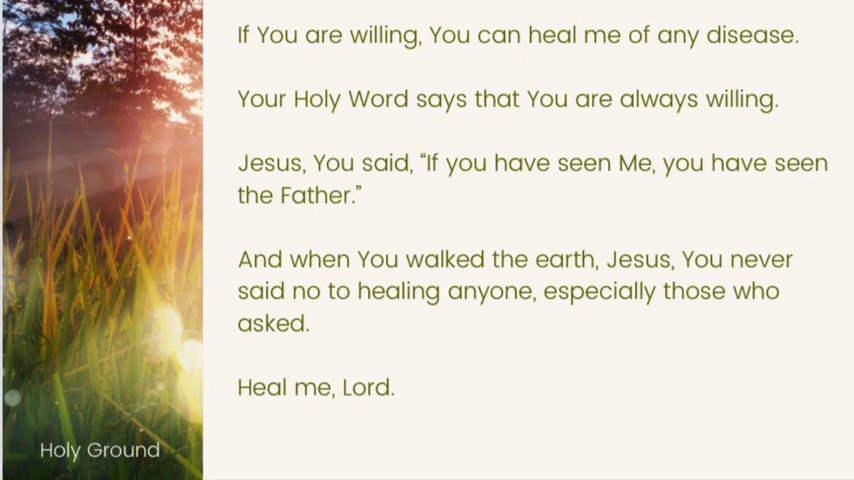 If You are willing, You can heal me of any disease.
Your Holy Word says that You are always willing.
Jesus, You said, “If you have seen Me, you have seen
the Father.”
And when You walked the earth, Jesus, You never
said no to healing anyone, especially those who
asked.
Heal me, Lord.
Holy Ground